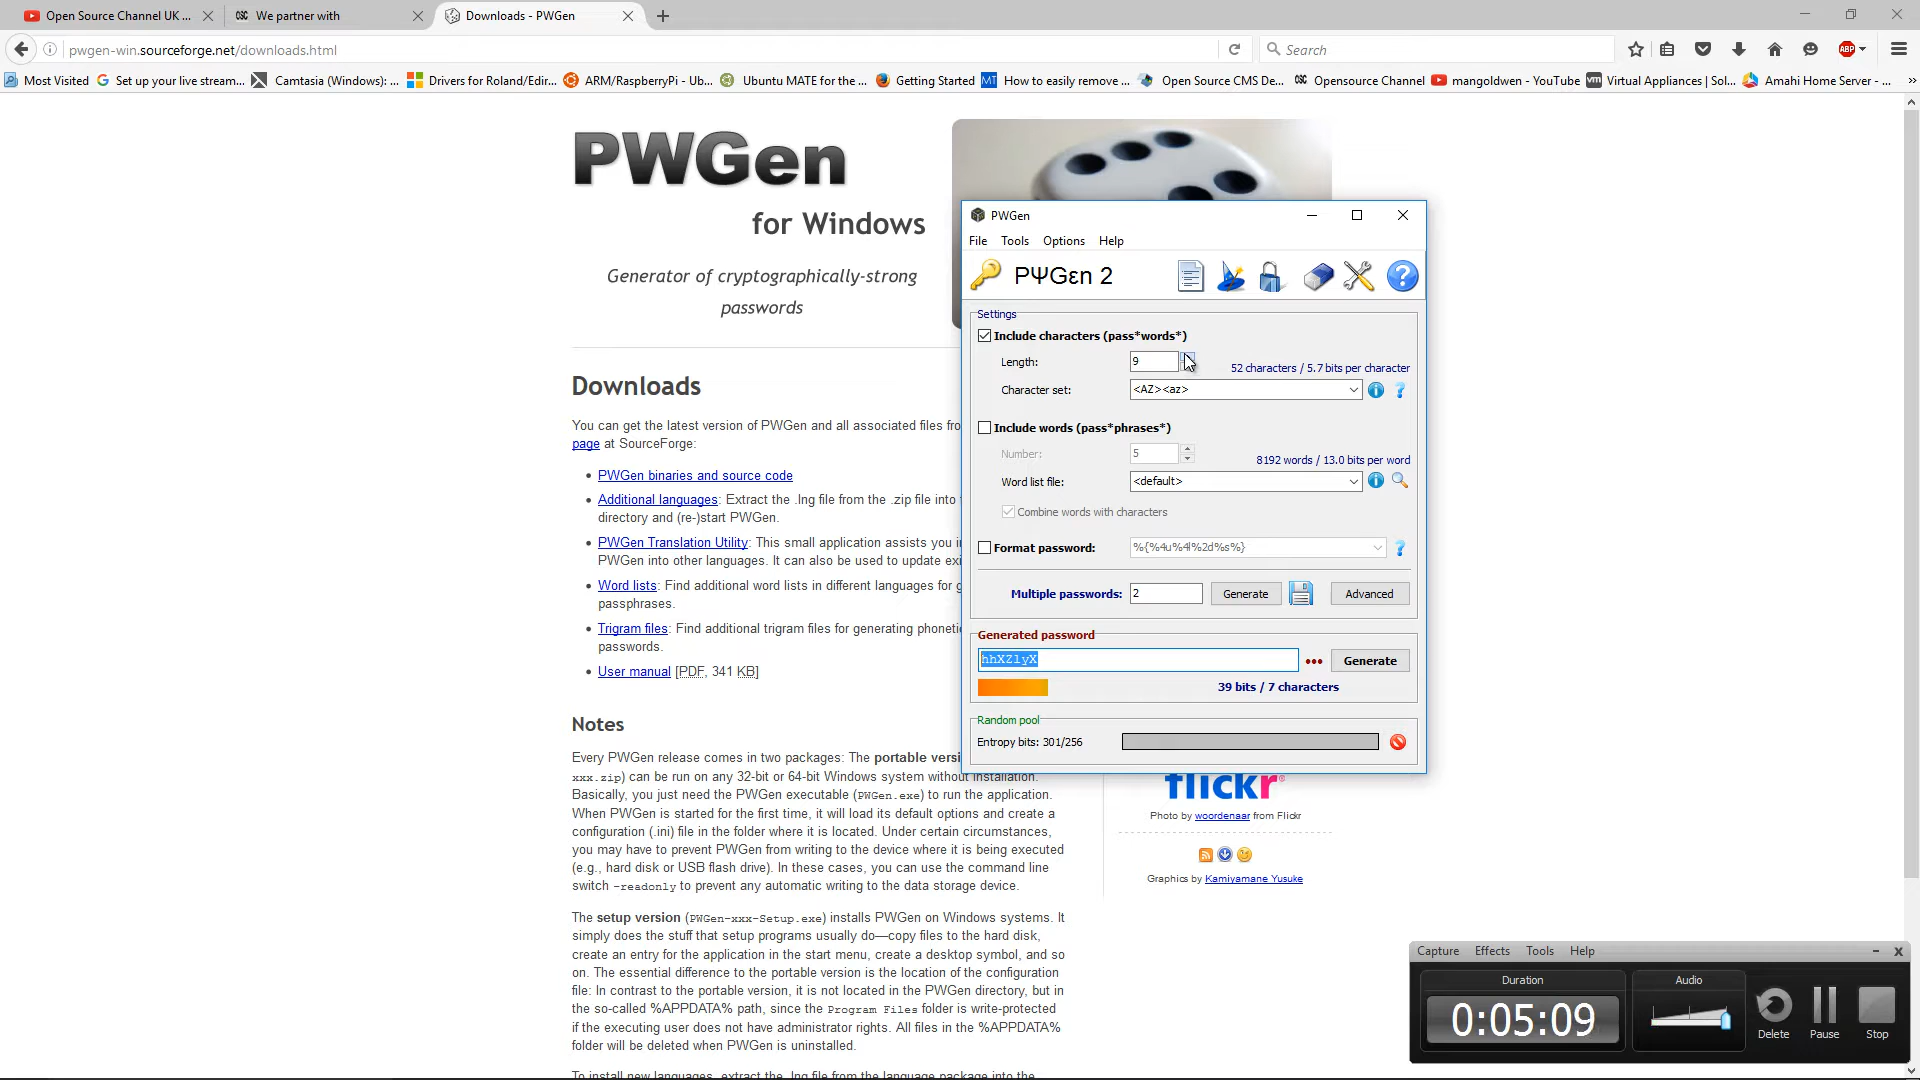 Open Source Channel UK ...
We partner with
Downloads - PWGen
pwgen-win.sourceforge.net/downloads.html
Search
ABP
Most Visited
Set up your live stream...
Camtasia (Windows): ...
Drivers for Roland/Edir...
ARM/RaspberryPi - Ub...
Ubuntu MATE for the ...
Getting Started
How to easily remove ...
Open Source CMS De...
Opensource Channel
mangoldwen - YouTube
Virtual Appliances | Sol...
Amahi Home Server - ...
PWGen
for Windows
Generator of cryptographically-strong
passwords
Downloads
You can get the latest version of PWGen and all associated files fro
page at SourceForge:
PWGen binaries and source code
Additional languages: Extract the .lng file from the .zip file into
directory and (re-)start PWGen.
PWGen Translation Utility: This small application assists you i
PWGen into other languages. It can also be used to update exi
Word lists: Find additional word lists in different languages for g
passphrases.
Trigram files: Find additional trigram files for generating phoneti
passwords.
User manual [PDF, 341 KB]
Notes
Every PWGen release comes in two packages: The portable versi
xxx.zip) can be run on any 32-bit or 64-bit Windows system without installation.
Basically, you just need the PWGen executable (PWGen.exe) to run the application.
When PWGen is started for the first time, it will load its default options and create a
configuration (.ini) file in the folder where it is located. Under certain circumstances,
you may have to prevent PWGen from writing to the device where it is being executed
(e.g., hard disk or USB flash drive). In these cases, you can use the command line
switch -readonly to prevent any automatic writing to the data storage device.
The setup version (PWGen-xxx-Setup.exe) installs PWGen on Windows systems. It
simply does the stuff that setup programs usually do—copy files to the hard disk,
create an entry for the application in the start menu, create a desktop symbol, and so
on. The essential difference to the portable version is the location of the configuration
file: In contrast to the portable version, it is not located in the PWGen directory, but in
the so-called %APPDATA% path, since the Program Files folder is write-protected
if the executing user does not have administrator rights. All files in the %APPDATA%
folder will be deleted when PWGen is uninstalled.
To install new languages, extract the .lng file from the language package into the
PWGen
File Tools Options Help
PΨGεn 2
Settings
Include characters (pass*words*)
Length: 9
52 characters / 5.7 bits per character
Character set: <AZ><az>
Include words (pass*phrases*)
Number: 5
8192 words / 13.0 bits per word
Word list file: <default>
Combine words with characters
Format password: %{%4u%4l%2d%s%}
Multiple passwords: 2 Generate Advanced
Generated password
hhXZlyX Generate
39 bits / 7 characters
Random pool
Entropy bits: 301/256
flickr
Photo by woordenaar from Flickr
Graphics by Kamiyamane Yusuke
Capture Effects Tools Help
Duration
0:05:09
Audio
Delete
Pause
Stop